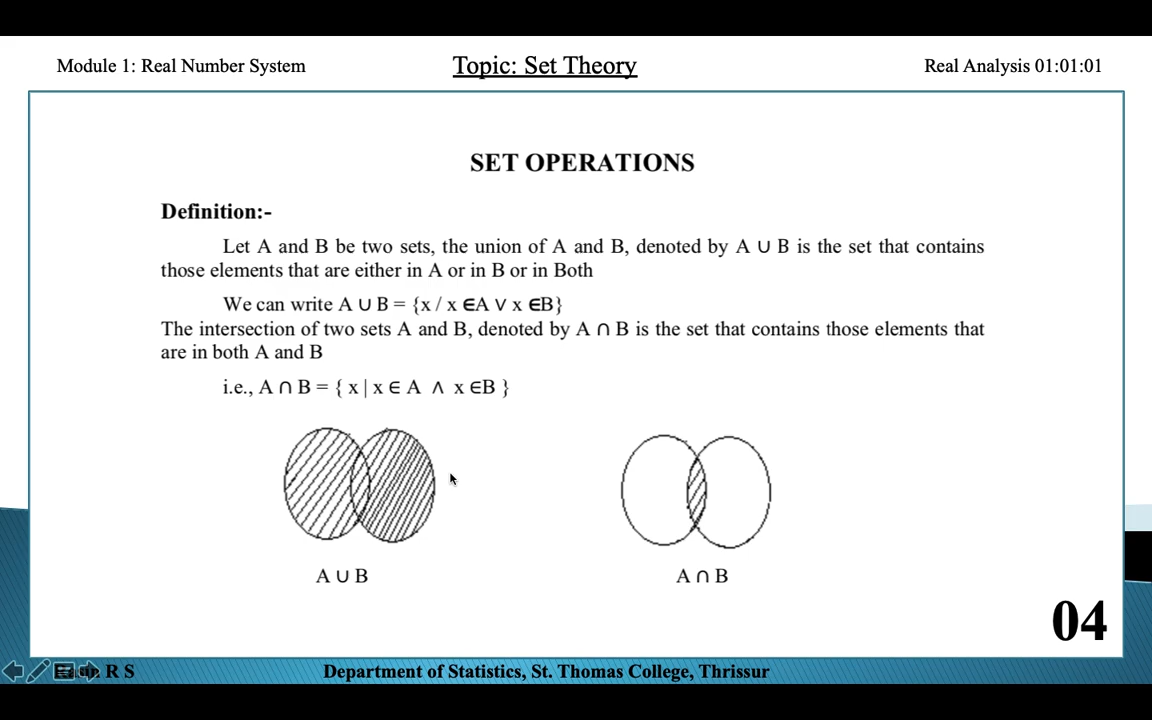 Module 1: Real Number System
Topic: Set Theory
Real Analysis 01:01:01
SET OPERATIONS
Definition:-
Let A and B be two sets, the union of A and B, denoted by A ∪ B is the set that contains
those elements that are either in A or in B or in Both
We can write A ∪ B = {x / x ∈A ∨ x ∈B}
The intersection of two sets A and B, denoted by A ∩ B is the set that contains those elements that
are in both A and B
i.e., A ∩ B = { x | x ∈ A ∧ x ∈B }
A ∪ B
A ∩ B
04
R S
Department of Statistics, St. Thomas College, Thrissur